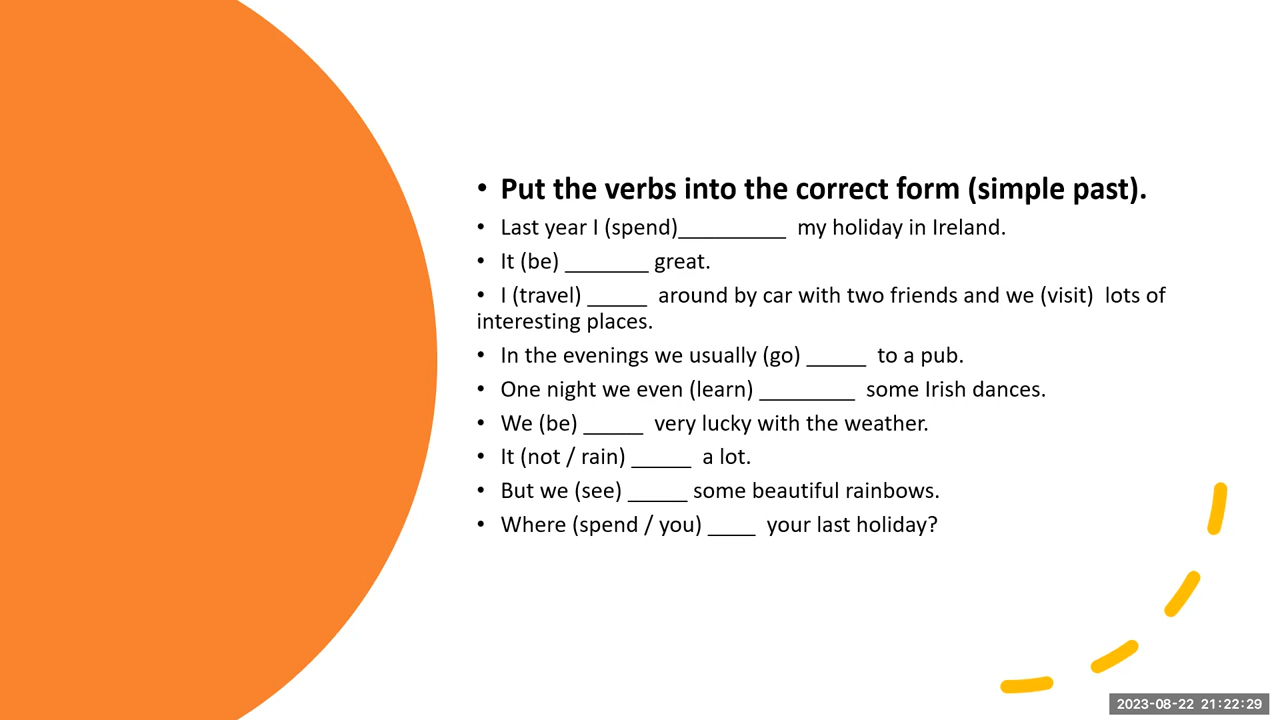 • Put the verbs into the correct form (simple past).
• Last year I (spend)_________ my holiday in Ireland.
• It (be) _______ great.
• I (travel) _____ around by car with two friends and we (visit) lots of
interesting places.
• In the evenings we usually (go) _____ to a pub.
• One night we even (learn) ________ some Irish dances.
• We (be) _____ very lucky with the weather.
• It (not / rain) _____ a lot.
• But we (see) _____ some beautiful rainbows.
• Where (spend / you) ____ your last holiday?
2023-08-22 21:22:29